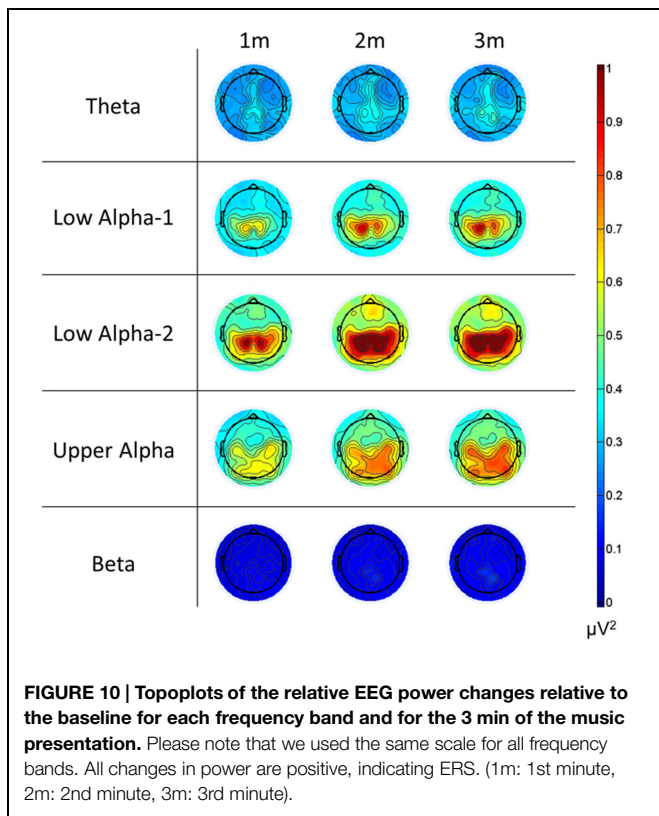 1m 2m 3m
Theta
Low Alpha-1
Low Alpha-2
Upper Alpha
Beta
1
0.9
0.8
0.7
0.6
0.5
0.4
0.3
0.2
0.1
0
µV²
FIGURE 10 | Topoplots of the relative EEG power changes relative to
the baseline for each frequency band and for the 3 min of the music
presentation. Please note that we used the same scale for all frequency
bands. All changes in power are positive, indicating ERS. (1m: 1st minute,
2m: 2nd minute, 3m: 3rd minute).